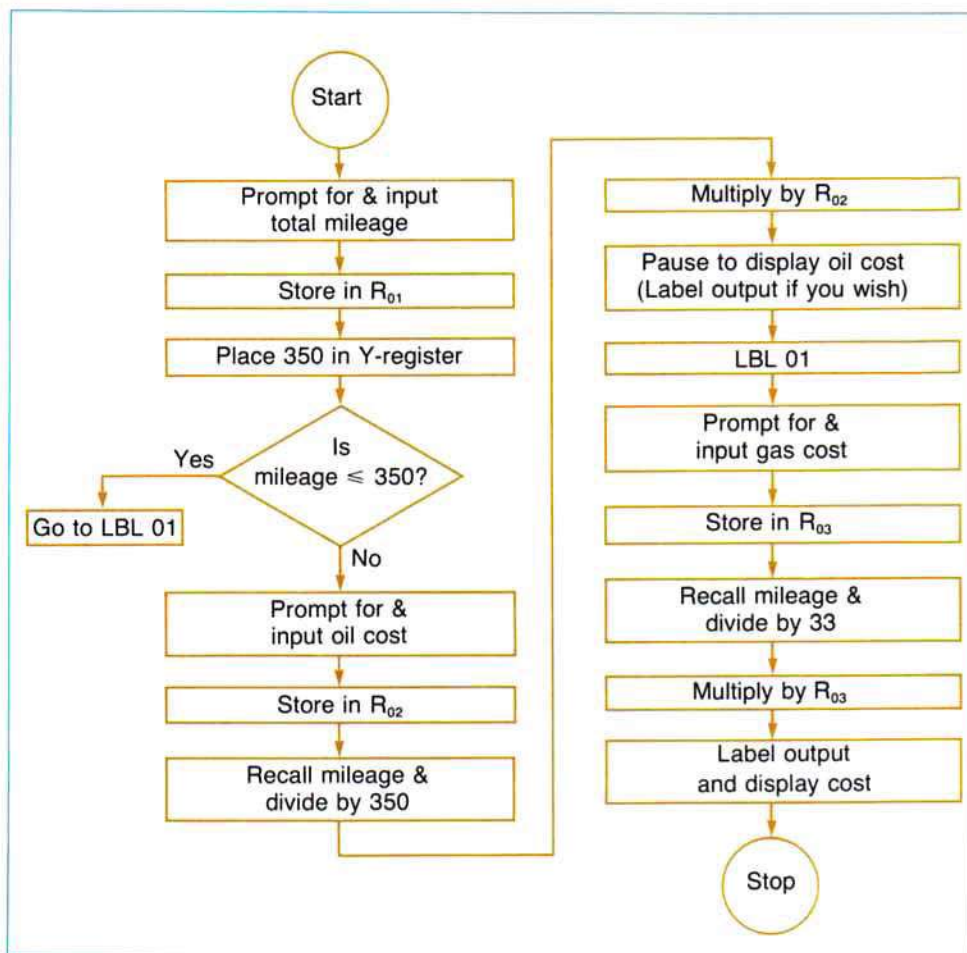 Start
Prompt for & input
total mileage
Store in R₀₁
Place 350 in Y-register
Is
mileage ≤ 350?
Yes
Go to LBL 01
No
Prompt for &
input oil cost
Store in R₀₂
Recall mileage &
divide by 350
Multiply by R₀₂
Pause to display oil cost
(Label output if you wish)
LBL 01
Prompt for &
input gas cost
Store in R₀₃
Recall mileage &
divide by 33
Multiply by R₀₃
Label output
and display cost
Stop